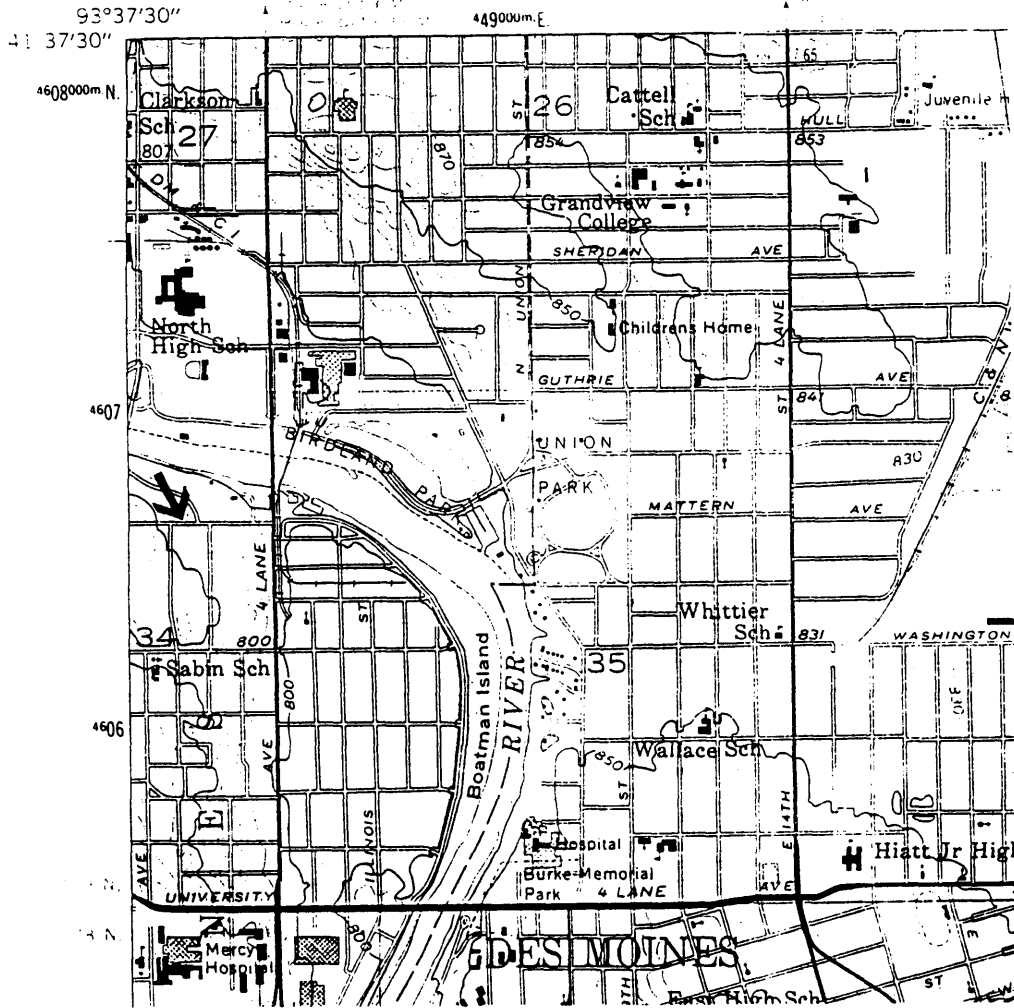 93°37'30"
449000m. E.
41 37'30"
65
4608000m N.
Clarkson
Sch
27
807
ST
26
Cattell
Sch
Juvenile
HULL
870
854
853
DM & C I
Grandview
College
SHERIDAN
AVE
N UNION
850
North
High Sch
Childrens Home
4 LANE
GUTHRIE
AVE
ST
841
4607
BIRDLAND
PARK
UNION
PARK
830
MATTERN
AVE
4 LANE
ST
Whittier
Sch
831
WASHINGTON
34
800
Sabin Sch
35
800
Boatman Island
RIVER
4606
AVE
Wallace Sch
850
ST
E 14TH
E
ILLINOIS
Hospital
Hiatt Jr High
AVE
Burke Memorial
Park
4 LANE
AVE
UNIVERSITY
N.
N
N.
800
Mercy
Hospital
DES MOINES
ST
East High Sch